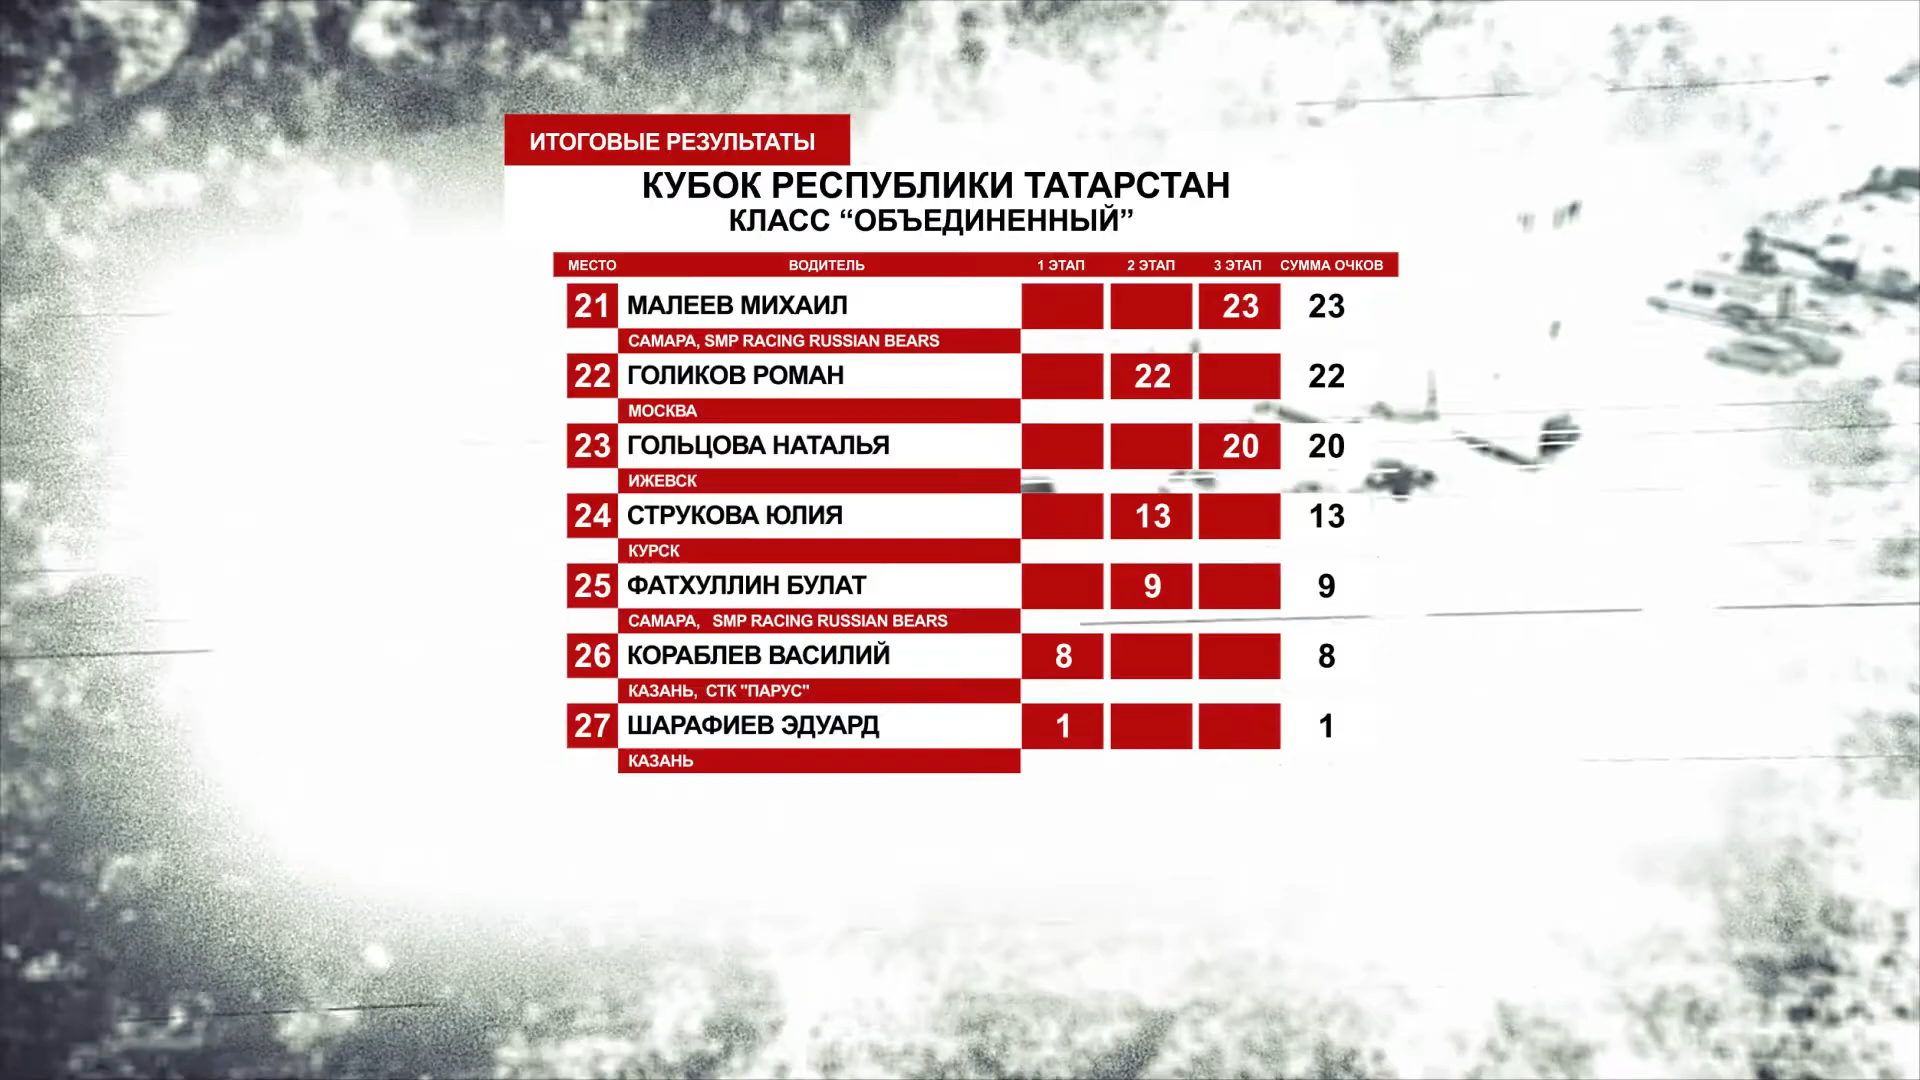 ИТОГОВЫЕ РЕЗУЛЬТАТЫ
КУБОК РЕСПУБЛИКИ ТАТАРСТАН
КЛАСС “ОБЪЕДИНЕННЫЙ”
МЕСТО ВОДИТЕЛЬ 1 ЭТАП 2 ЭТАП 3 ЭТАП СУММА ОЧКОВ
21 МАЛЕЕВ МИХАИЛ 23 23
САМАРА, SMP RACING RUSSIAN BEARS
22 ГОЛИКОВ РОМАН 22 22
МОСКВА
23 ГОЛЬЦОВА НАТАЛЬЯ 20 20
ИЖЕВСК
24 СТРУКОВА ЮЛИЯ 13 13
КУРСК
25 ФАТХУЛЛИН БУЛАТ 9 9
САМАРА, SMP RACING RUSSIAN BEARS
26 КОРАБЛЕВ ВАСИЛИЙ 8 8
КАЗАНЬ, СТК "ПАРУС"
27 ШАРАФИЕВ ЭДУАРД 1 1
КАЗАНЬ